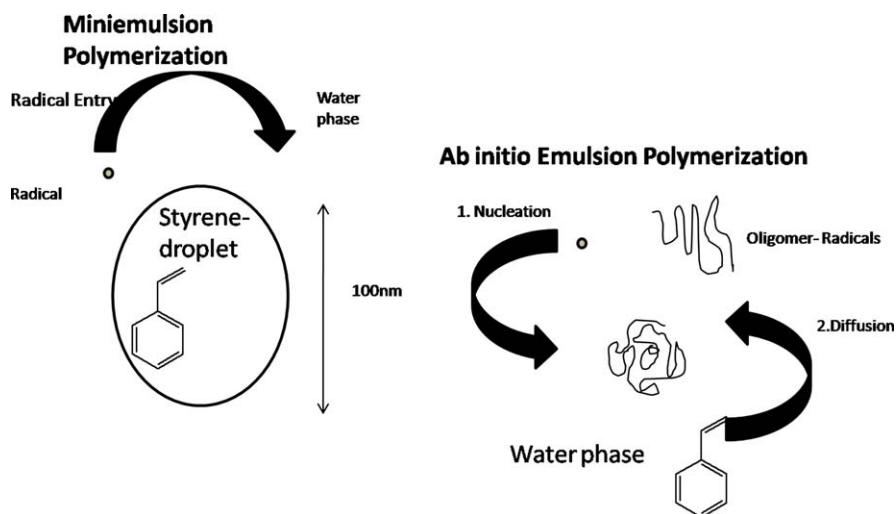 Miniemulsion
Polymerization
Radical Entry
Water
phase
Radical
Styrene-
droplet
100nm
Ab initio Emulsion Polymerization
1. Nucleation
Oligomer- Radicals
2.Diffusion
Water phase